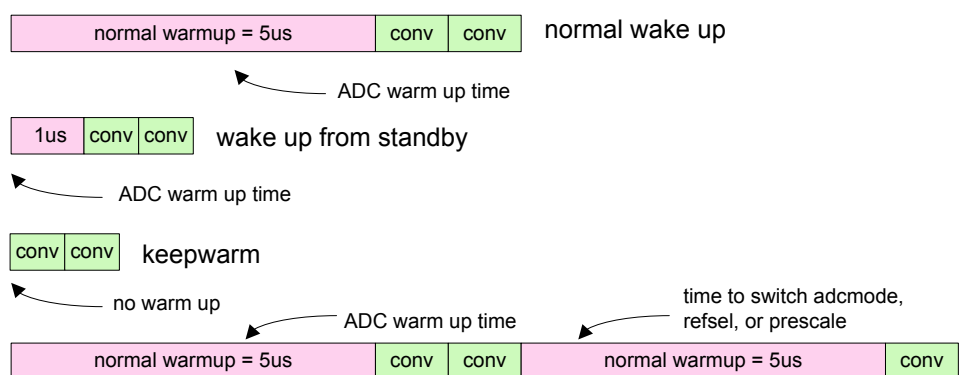 normal warmup = 5us conv conv normal wake up
ADC warm up time
1us conv conv wake up from standby
ADC warm up time
conv conv keepwarm
no warm up
ADC warm up time
time to switch adcmode,
refsel, or prescale
normal warmup = 5us conv conv normal warmup = 5us conv